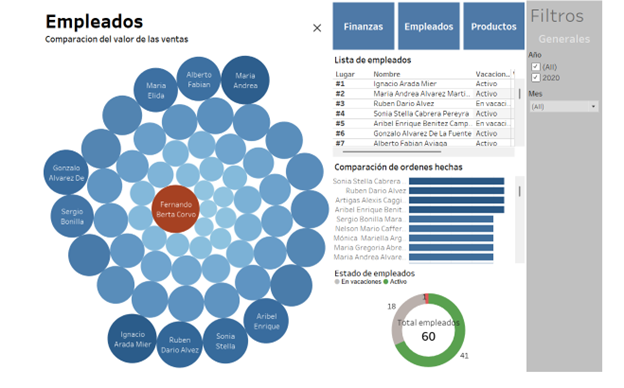 Empleados
Comparacion del valor de las ventas
Alberto
Fabian
Maria
Andrea
Maria
Elida
Gonzalo
Alvarez De
Sergio
Bonilla
Fernando
Berta Corvo
Aribel
Enrique
Ignacio
Arada Mier
Ruben
Dario Alvez
Sonia
Stella
Finanzas
Empleados
Productos
Lista de empleados
Lugar Nombre Vacacion..
#1 Ignacio Arada Mier Activo
#2 Maria Andrea Alvarez Marti... Activo
#3 Ruben Dario Alvez En vacaci..
#4 Sonia Stella Cabrera Pereyra Activo
#5 Aribel Enrique Benitez Camp.. En vacaci..
#6 Gonzalo Alvarez De La Fuente Activo
#7 Alberto Fabian Aviaga Activo
Comparación de ordenes hechas
Sonia Stella Cabrera ..
Ruben Dario Alvez
Artigas Alexis Caggi..
Aribel Enrique Benit..
Sergio Bonilla Mara..
Nelson Mario Caffer..
Mónica. Mariella Arg..
Maria Gregoria Abre..
Maria Andrea Alvare..
Estado de empleados
En vacaciones Activo
1
18
Total empleados
60
41
Filtros
Generales
Año
(All)
2020
Mes
(All)